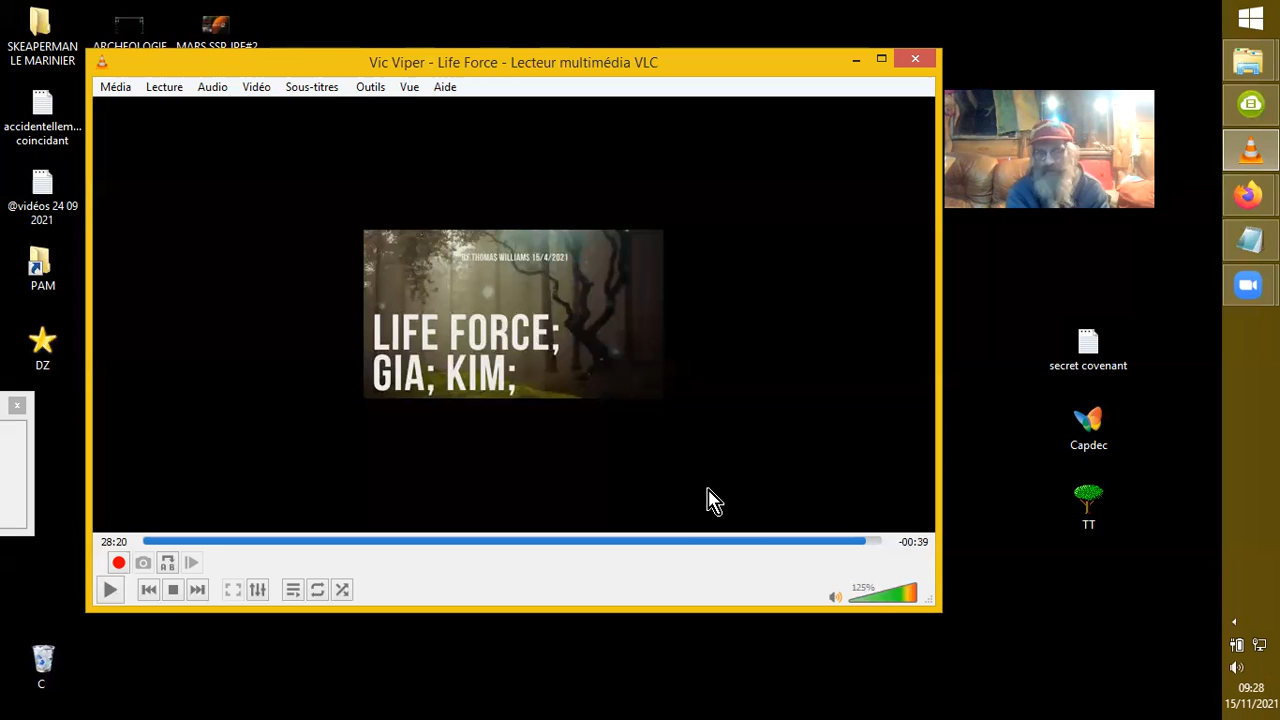 SKEAPERMAN
LE MARINIER
ARCHEOLOGIE
MARS SSP IPF#2
Vic Viper - Life Force - Lecteur multimédia VLC
Média Lecture Audio Vidéo Sous-titres Outils Vue Aide
accidentellem...
coincidant
@vidéos 24 09
2021
PAM
DZ
x
BY THOMAS WILLIAMS 15/4/2021
LIFE FORCE;
GIA; KIM;
secret covenant
Capdec
TT
28:20
-00:39
A B
125%
C
09:28
15/11/2021